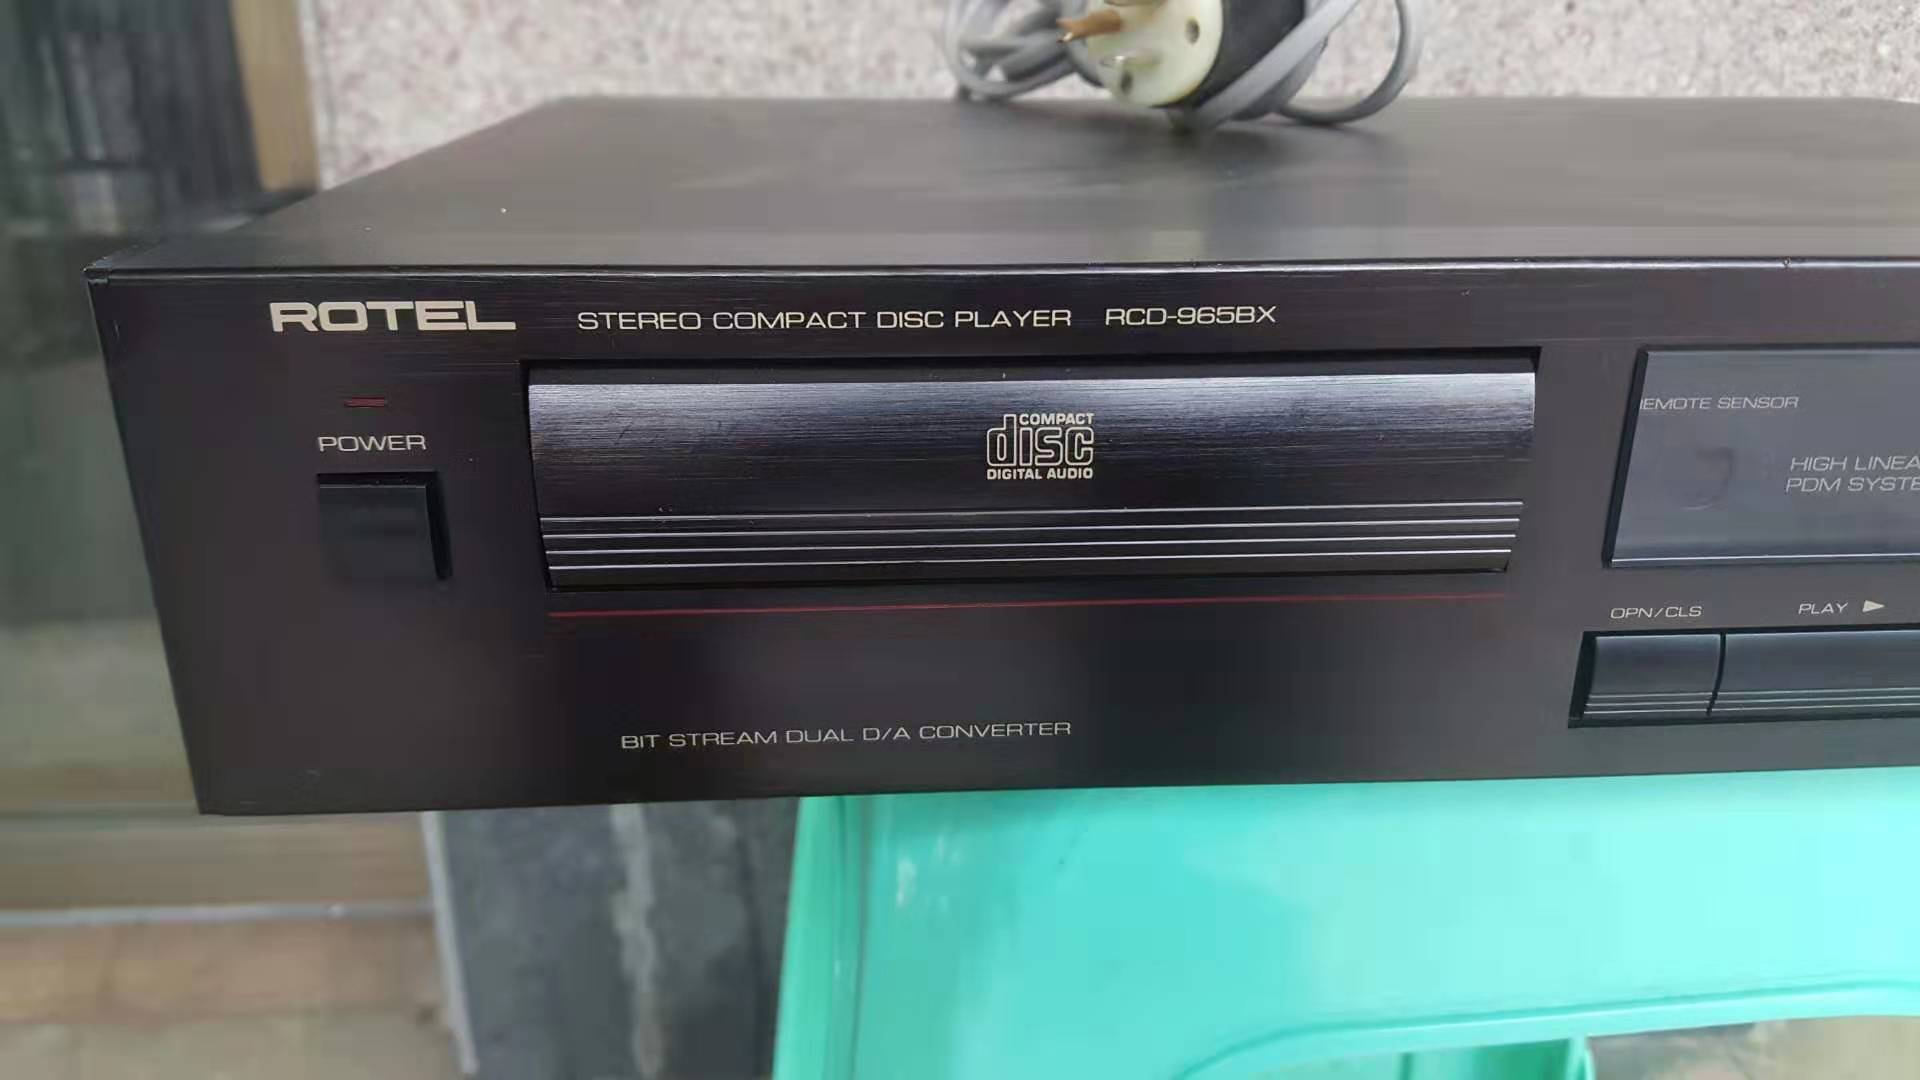 ROTEL STEREO COMPACT DISC PLAYER RCD-965BX
POWER
COMPACT
disc
DIGITAL AUDIO
EMOTE SENSOR
HIGH LINEA
PDM SYSTE
OPN/CLS PLAY ▶
BIT STREAM DUAL D/A CONVERTER